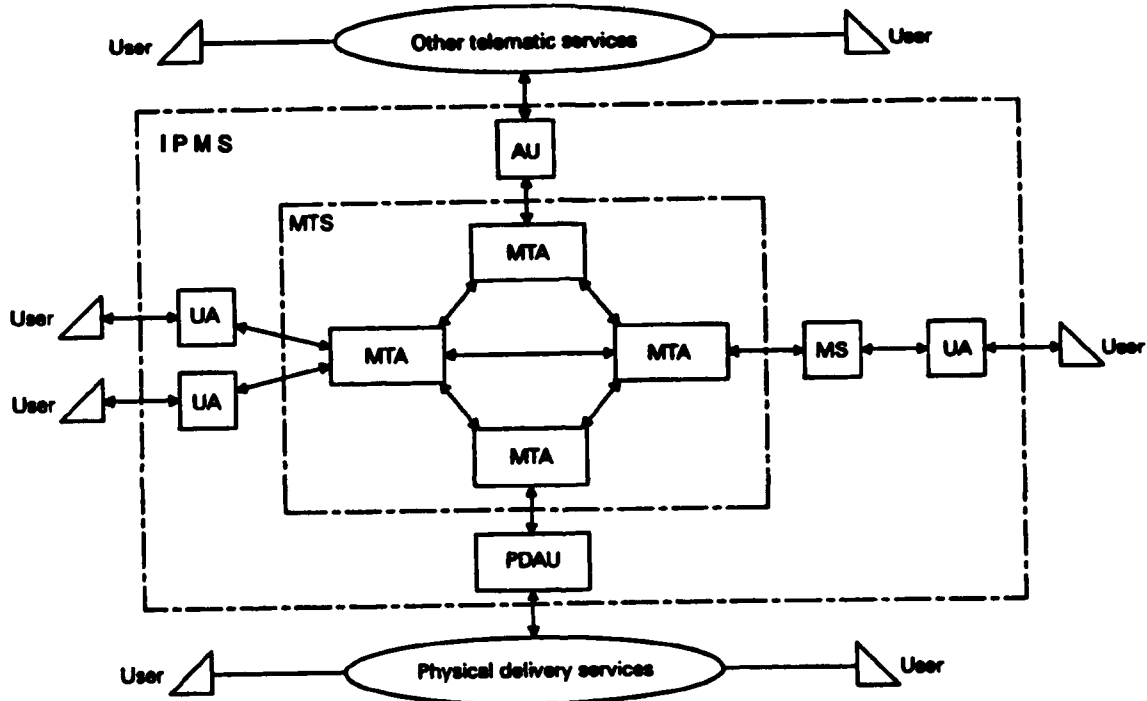 User
Other telematic services
User
I P M S
AU
MTS
MTA
User
UA
MTA
MTA
MS
UA
User
User
UA
MTA
PDAU
User
Physical delivery services
User